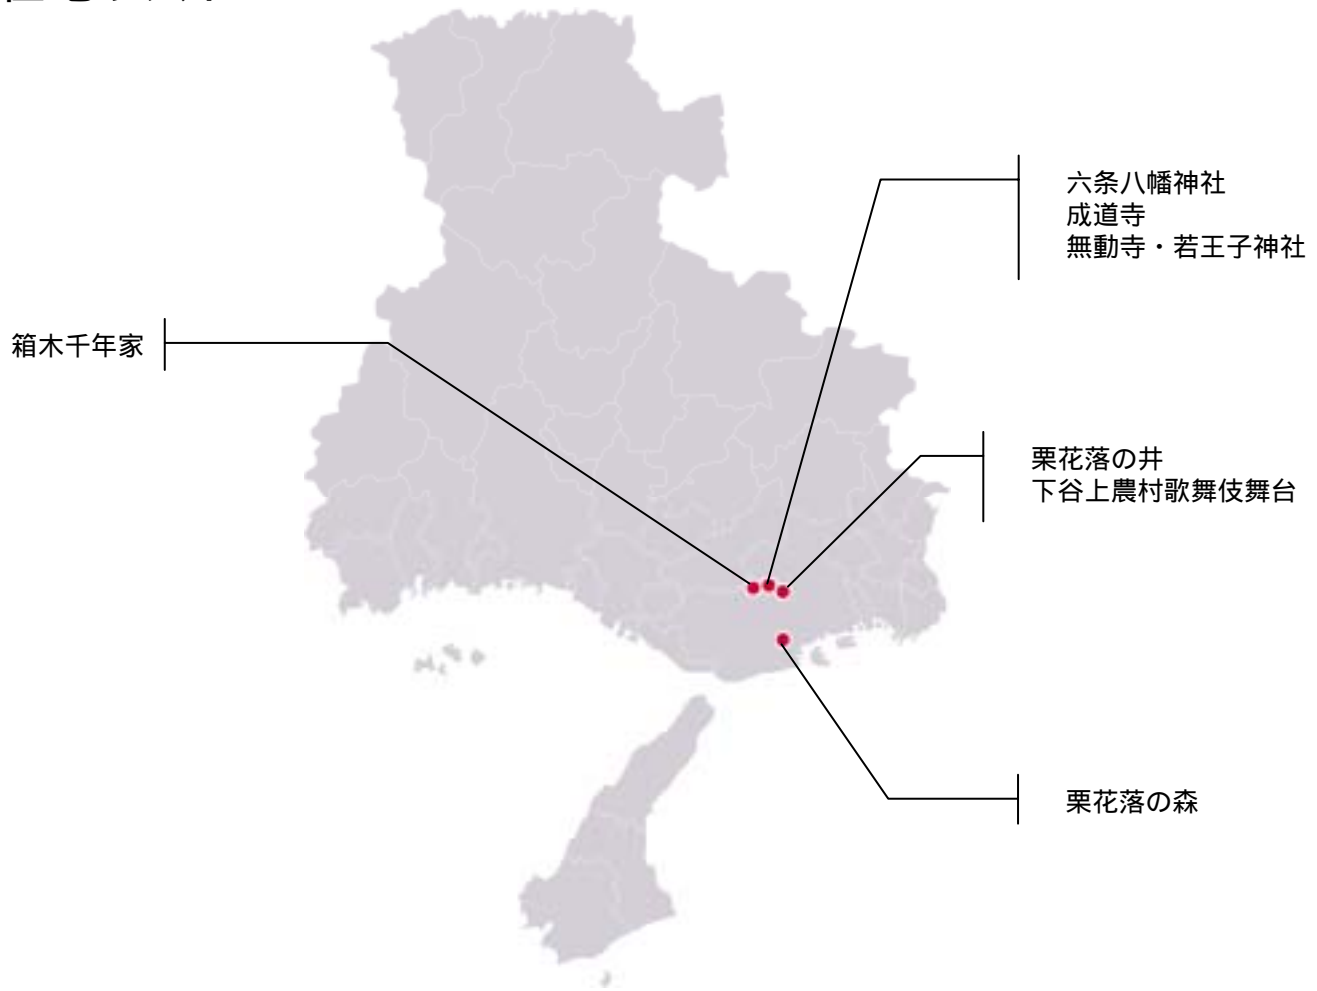 六条八幡神社
成道寺
無動寺・若王子神社
箱木千年家
栗花落の井
下谷上農村歌舞伎舞台
栗花落の森